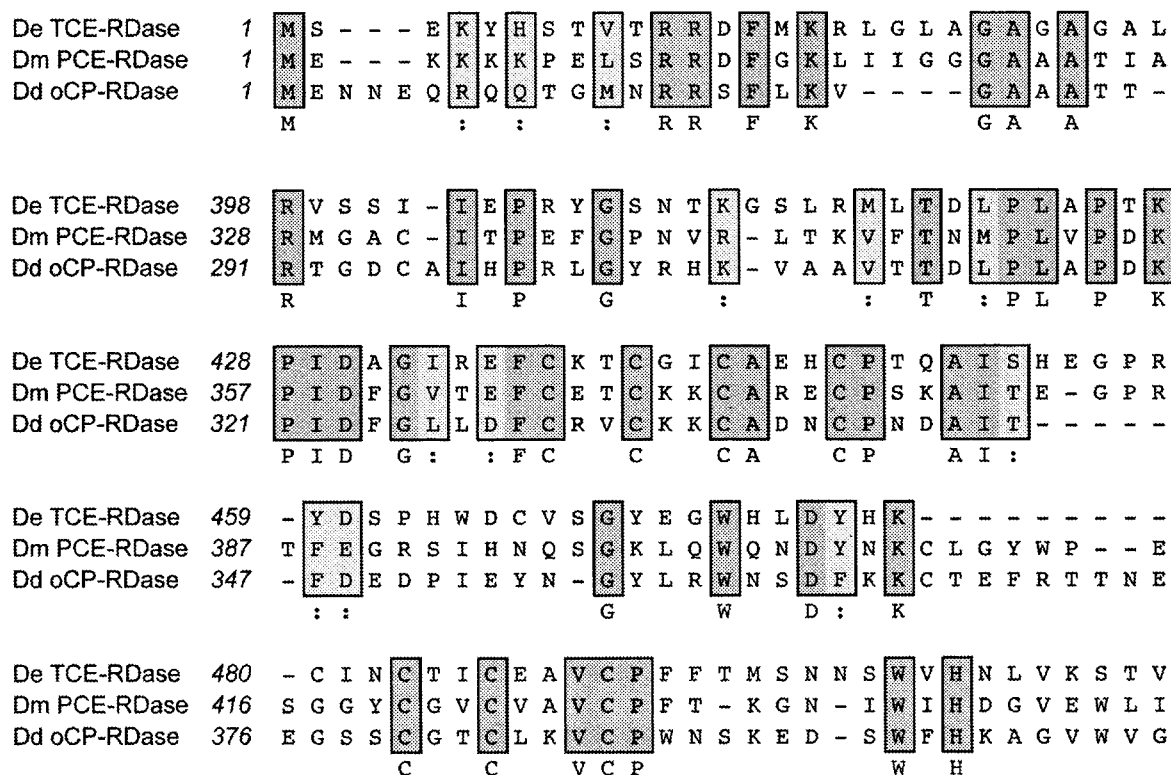 De TCE-RDase 1 M S - - - E K Y H S T V T R R D F M K R L G L A G A G A G A L
Dm PCE-RDase 1 M E - - - K K K K P E L S R R D F G K L I I G G G A A A T I A
Dd oCP-RDase 1 M E N N E Q R Q Q T G M N R R S F L K V - - - - G A A A T T -
M : : : R R F K G A A
De TCE-RDase 398 R V S S I - I E P R Y G S N T K G S L R M L T D L P L A P T K
Dm PCE-RDase 328 R M G A C - I T P E F G P N V R - L T K V F T N M P L V P D K
Dd oCP-RDase 291 R T G D C A I H P R L G Y R H K - V A A V T T D L P L A P D K
R I P G : : T : P L P K
De TCE-RDase 428 P I D A G I R E F C K T C G I C A E H C P T Q A I S H E G P R
Dm PCE-RDase 357 P I D F G V T E F C E T C K K C A R E C P S K A I T E - G P R
Dd oCP-RDase 321 P I D F G L L D F C R V C K K C A D N C P N D A I T - - - - -
P I D G : : F C C C A C P A I :
De TCE-RDase 459 - Y D S P H W D C V S G Y E G W H L D Y H K - - - - - - - - -
Dm PCE-RDase 387 T F E G R S I H N Q S G K L Q W Q N D Y N K C L G Y W P - - E
Dd oCP-RDase 347 - F D E D P I E Y N - G Y L R W N S D F K K C T E F R T T N E
: : G W D : K
De TCE-RDase 480 - C I N C T I C E A V C P F F T M S N N S W V H N L V K S T V
Dm PCE-RDase 416 S G G Y C G V C V A V C P F T - K G N - I W I H D G V E W L I
Dd oCP-RDase 376 E G S S C G T C L K V C P W N S K E D - S W F H K A G V W V G
C C V C P W H